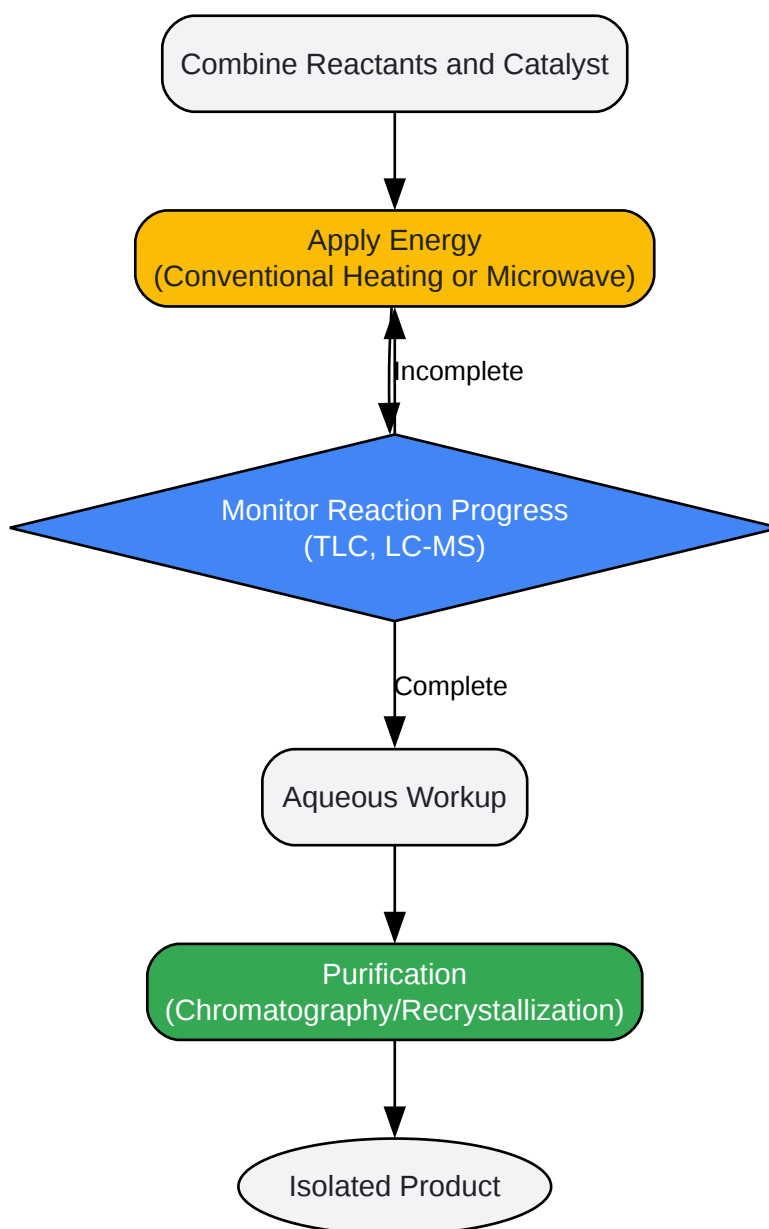 Combine Reactants and Catalyst
Apply Energy
(Conventional Heating or Microwave)
Incomplete
Monitor Reaction Progress
(TLC, LC-MS)
Complete
Aqueous Workup
Purification
(Chromatography/Recrystallization)
Isolated Product